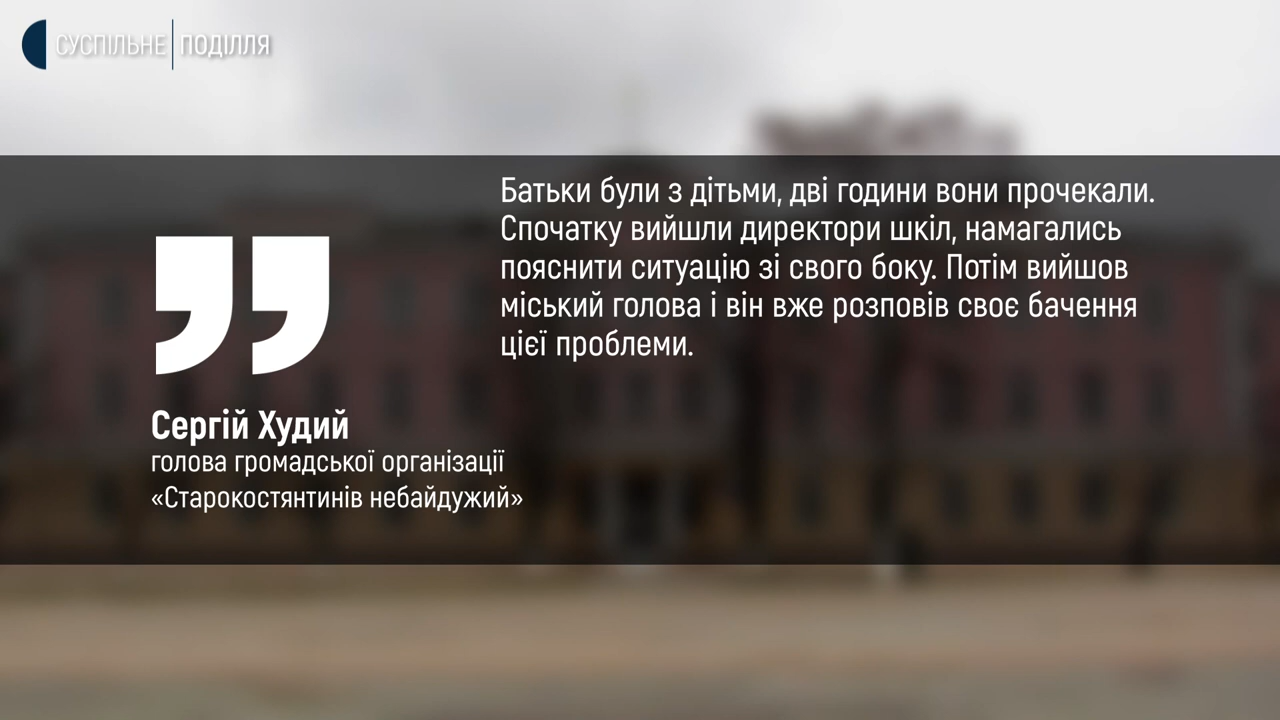 СУСПІЛЬНЕ ПОДІЛЛЯ
Батьки були з дітьми, дві години вони прочекали.
Спочатку вийшли директори шкіл, намагались
пояснити ситуацію зі свого боку. Потім вийшов
міський голова і він вже розповів своє бачення
цієї проблеми.
Сергій Худий
голова громадської організації
«Старокостянтинів небайдужий»